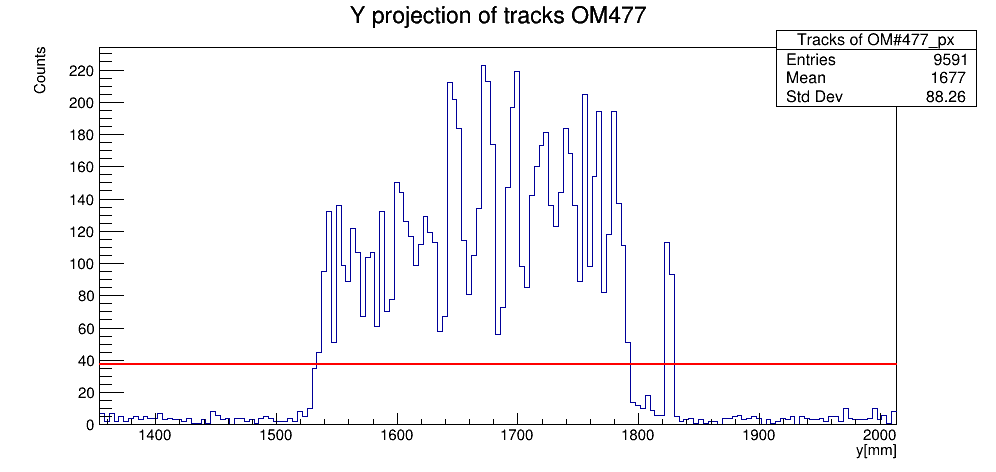 Y projection of tracks OM477
Tracks of OM#477_px
Entries 9591
Mean 1677
Std Dev 88.26
Counts
220
200
180
160
140
120
100
80
60
40
20
0
1400 1500 1600 1700 1800 1900 2000
y[mm]